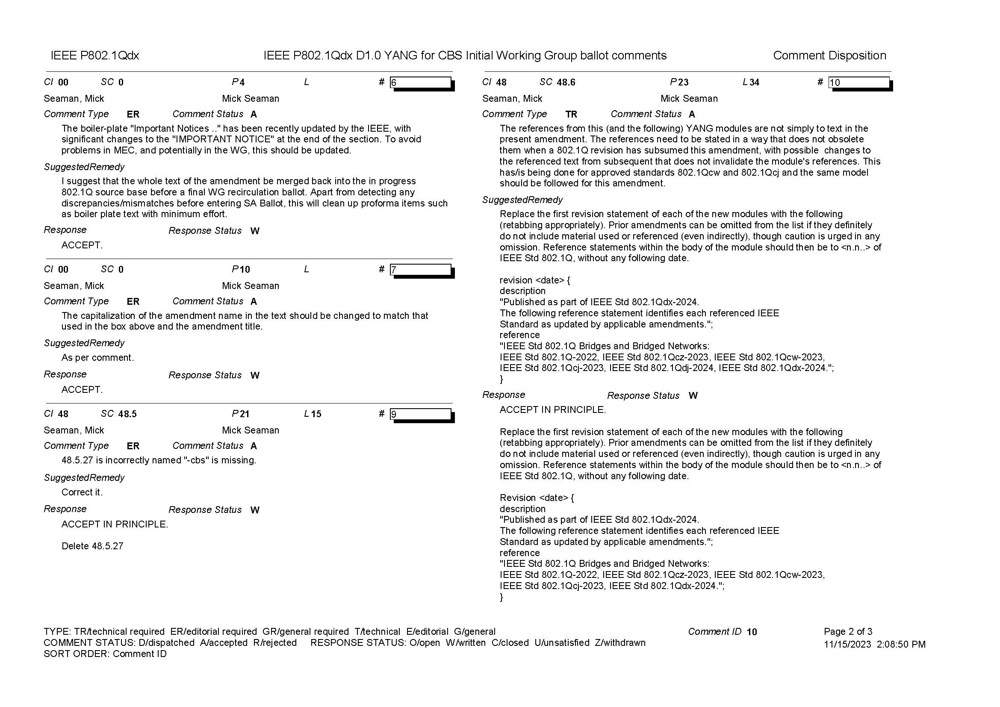 IEEE P802.1Qdx IEEE P802.1Qdx D1.0 YANG for CBS Initial Working Group ballot comments Comment Disposition
Cl 00 SC 0 P4 L # 6
Seaman, Mick Mick Seaman
Comment Type ER Comment Status A
The boiler-plate "Important Notices .." has been recently updated by the IEEE, with
significant changes to the "IMPORTANT NOTICE" at the end of the section. To avoid
problems in MEC, and potentially in the WG, this should be updated.
SuggestedRemedy
I suggest that the whole text of the amendment be merged back into the in progress
802.1Q source base before a final WG recirculation ballot. Apart from detecting any
discrepancies/mismatches before entering SA Ballot, this will clean up proforma items such
as boiler plate text with minimum effort.
Response Response Status W
ACCEPT.
Cl 00 SC 0 P10 L # 7
Seaman, Mick Mick Seaman
Comment Type ER Comment Status A
The capitalization of the amendment name in the text should be changed to match that
used in the box above and the amendment title.
SuggestedRemedy
As per comment.
Response Response Status W
ACCEPT.
Cl 48 SC 48.5 P21 L15 # 9
Seaman, Mick Mick Seaman
Comment Type ER Comment Status A
48.5.27 is incorrectly named "-cbs" is missing.
SuggestedRemedy
Correct it.
Response Response Status W
ACCEPT IN PRINCIPLE.
Delete 48.5.27
Cl 48 SC 48.6 P23 L34 # 10
Seaman, Mick Mick Seaman
Comment Type TR Comment Status A
The references from this (and the following) YANG modules are not simply to text in the
present amendment. The references need to be stated in a way that does not obsolete
them when a 802.1Q revision has subsumed this amendment, with possible changes to
the referenced text from subsequent that does not invalidate the module's references. This
has/is being done for approved standards 802.1Qcw and 802.1Qcj and the same model
should be followed for this amendment.
SuggestedRemedy
Replace the first revision statement of each of the new modules with the following
(retabbing appropriately). Prior amendments can be omitted from the list if they definitely
do not include material used or referenced (even indirectly), though caution is urged in any
omission. Reference statements within the body of the module should then be to <n.n..> of
IEEE Std 802.1Q, without any following date.
revision <date> {
description
"Published as part of IEEE Std 802.1Qdx-2024.
The following reference statement identifies each referenced IEEE
Standard as updated by applicable amendments.";
reference
"IEEE Std 802.1Q Bridges and Bridged Networks:
IEEE Std 802.1Q-2022, IEEE Std 802.1Qcz-2023, IEEE Std 802.1Qcw-2023,
IEEE Std 802.1Qcj-2023, IEEE Std 802.1Qdj-2024, IEEE Std 802.1Qdx-2024.";
}
Response Response Status W
ACCEPT IN PRINCIPLE.
Replace the first revision statement of each of the new modules with the following
(retabbing appropriately). Prior amendments can be omitted from the list if they definitely
do not include material used or referenced (even indirectly), though caution is urged in any
omission. Reference statements within the body of the module should then be to <n.n..> of
IEEE Std 802.1Q, without any following date.
Revision <date> {
description
"Published as part of IEEE Std 802.1Qdx-2024.
The following reference statement identifies each referenced IEEE
Standard as updated by applicable amendments.";
reference
"IEEE Std 802.1Q Bridges and Bridged Networks:
IEEE Std 802.1Q-2022, IEEE Std 802.1Qcz-2023, IEEE Std 802.1Qcw-2023,
IEEE Std 802.1Qcj-2023, IEEE Std 802.1Qdx-2024.";
}
TYPE: TR/technical required ER/editorial required GR/general required T/technical E/editorial G/general Comment ID 10 Page 2 of 3
COMMENT STATUS: D/dispatched A/accepted R/rejected RESPONSE STATUS: O/open W/written C/closed U/unsatisfied Z/withdrawn 11/15/2023 2:08:50 PM
SORT ORDER: Comment ID